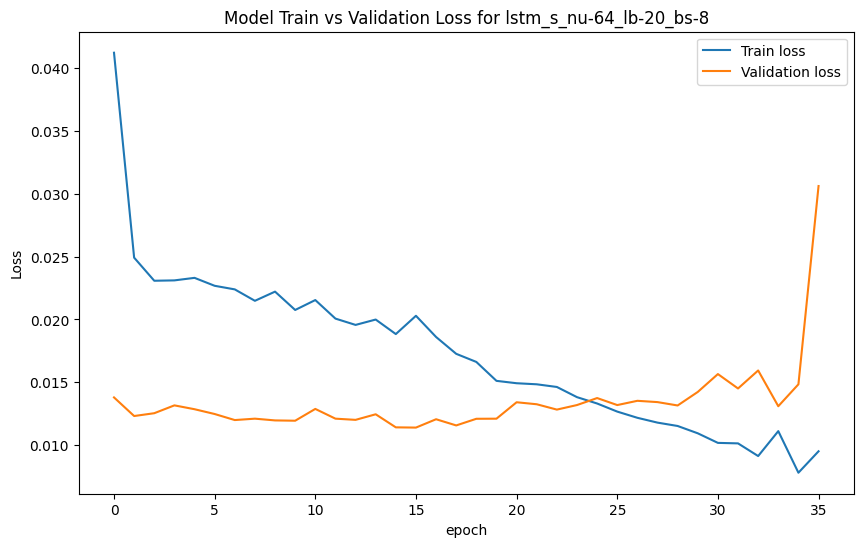 Model Train vs Validation Loss for lstm_s_nu-64_lb-20_bs-8
Train loss
Validation loss
0.040
0.035
0.030
0.025
0.020
0.015
0.010
Loss
0 5 10 15 20 25 30 35
epoch